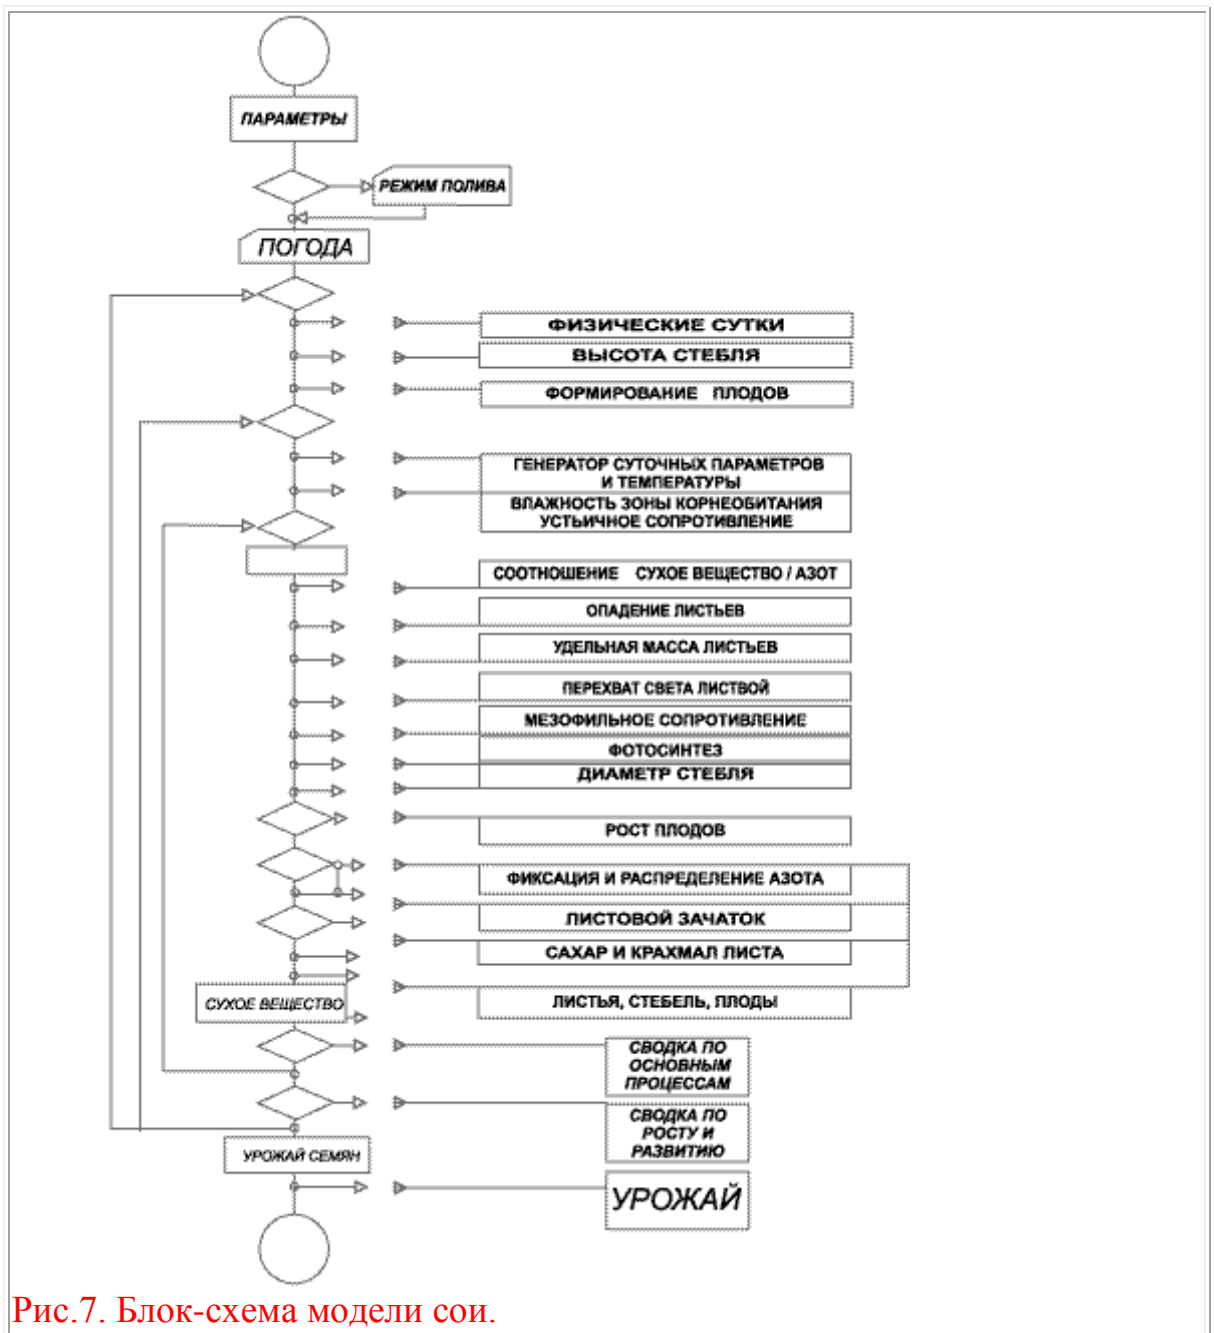 ПАРАМЕТРЫ
РЕЖИМ ПОЛИВА
ПОГОДА
ФИЗИЧЕСКИЕ СУТКИ
ВЫСОТА СТЕБЛЯ
ФОРМИРОВАНИЕ ПЛОДОВ
ГЕНЕРАТОР СУТОЧНЫХ ПАРАМЕТРОВ
И ТЕМПЕРАТУРЫ
ВЛАЖНОСТЬ ЗОНЫ КОРНЕОБИТАНИЯ
УСТЬИЧНОЕ СОПРОТИВЛЕНИЕ
СООТНОШЕНИЕ СУХОЕ ВЕЩЕСТВО / АЗОТ
ОПАДЕНИЕ ЛИСТЬЕВ
УДЕЛЬНАЯ МАССА ЛИСТЬЕВ
ПЕРЕХВАТ СВЕТА ЛИСТВОЙ
МЕЗОФИЛЬНОЕ СОПРОТИВЛЕНИЕ
ФОТОСИНТЕЗ
ДИАМЕТР СТЕБЛЯ
РОСТ ПЛОДОВ
ФИКСАЦИЯ И РАСПРЕДЕЛЕНИЕ АЗОТА
ЛИСТОВОЙ ЗАЧАТОК
САХАР И КРАХМАЛ ЛИСТА
СУХОЕ ВЕЩЕСТВО
ЛИСТЬЯ, СТЕБЕЛЬ, ПЛОДЫ
СВОДКА ПО
ОСНОВНЫМ
ПРОЦЕССАМ
СВОДКА ПО
РОСТУ И
РАЗВИТИЮ
УРОЖАЙ СЕМЯН
УРОЖАЙ
Рис.7. Блок-схема модели сои.